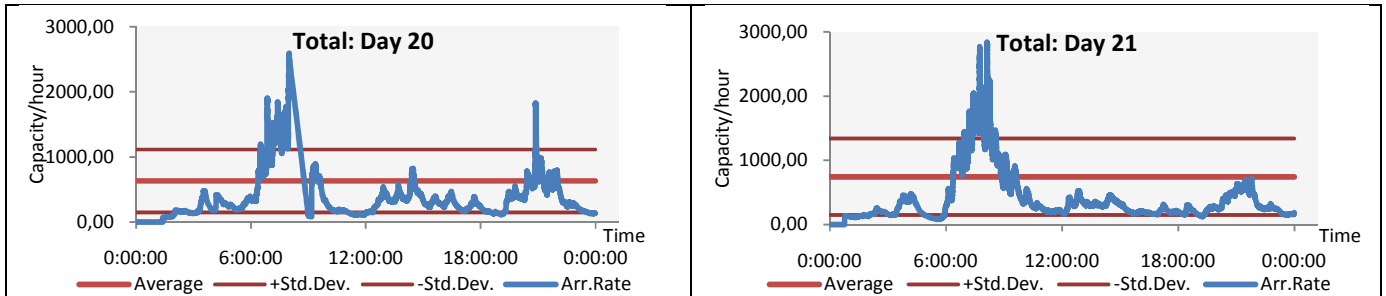 Total: Day 20
Capacity/hour
3000,00
2000,00
1000,00
0,00
0:00:00 6:00:00 12:00:00 18:00:00 0:00:00
Time
Average +Std.Dev. -Std.Dev. Arr.Rate
Total: Day 21
Capacity/hour
3000,00
2000,00
1000,00
0,00
0:00:00 6:00:00 12:00:00 18:00:00 0:00:00
Time
Average +Std.Dev. -Std.Dev. Arr.Rate